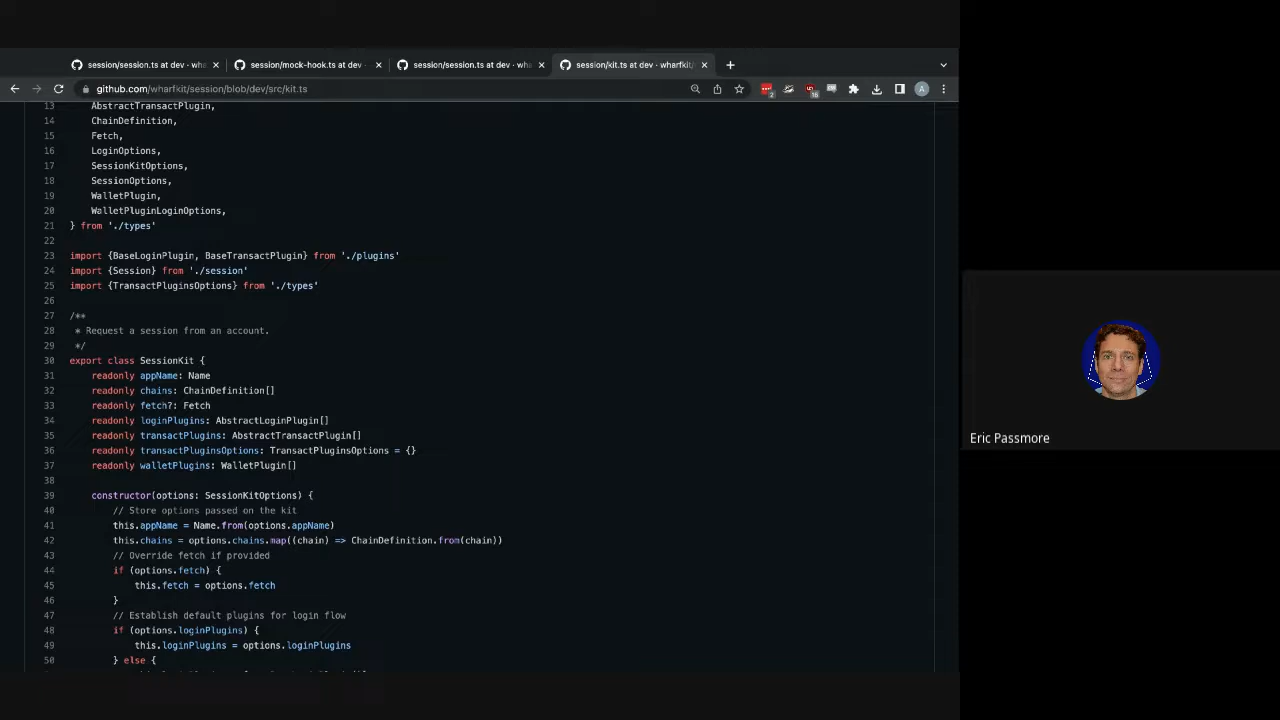 session/session.ts at dev · wha
session/mock-hook.ts at dev ·
session/session.ts at dev · wha
session/kit.ts at dev · wharfkit/
github.com/wharfkit/session/blob/dev/src/kit.ts
2
18
A
13 AbstractTransactPlugin,
14 ChainDefinition,
15 Fetch,
16 LoginOptions,
17 SessionKitOptions,
18 SessionOptions,
19 WalletPlugin,
20 WalletPluginLoginOptions,
21 } from './types'
22
23 import {BaseLoginPlugin, BaseTransactPlugin} from './plugins'
24 import {Session} from './session'
25 import {TransactPluginsOptions} from './types'
26
27 /**
28 * Request a session from an account.
29 */
30 export class SessionKit {
31 readonly appName: Name
32 readonly chains: ChainDefinition[]
33 readonly fetch?: Fetch
34 readonly loginPlugins: AbstractLoginPlugin[]
35 readonly transactPlugins: AbstractTransactPlugin[]
36 readonly transactPluginsOptions: TransactPluginsOptions = {}
37 readonly walletPlugins: WalletPlugin[]
38
39 constructor(options: SessionKitOptions) {
40 // Store options passed on the kit
41 this.appName = Name.from(options.appName)
42 this.chains = options.chains.map((chain) => ChainDefinition.from(chain))
43 // Override fetch if provided
44 if (options.fetch) {
45 this.fetch = options.fetch
46 }
47 // Establish default plugins for login flow
48 if (options.loginPlugins) {
49 this.loginPlugins = options.loginPlugins
50 } else {
Eric Passmore